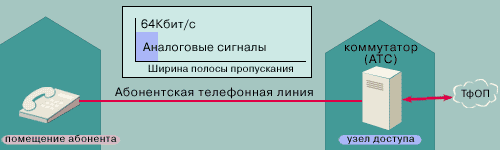 64Кбит/с
Аналоговые сигналы
Ширина полосы пропускания
коммутатор
(АТС)
Абонентская телефонная линия
ТфОП
помещение абонента
узел доступа